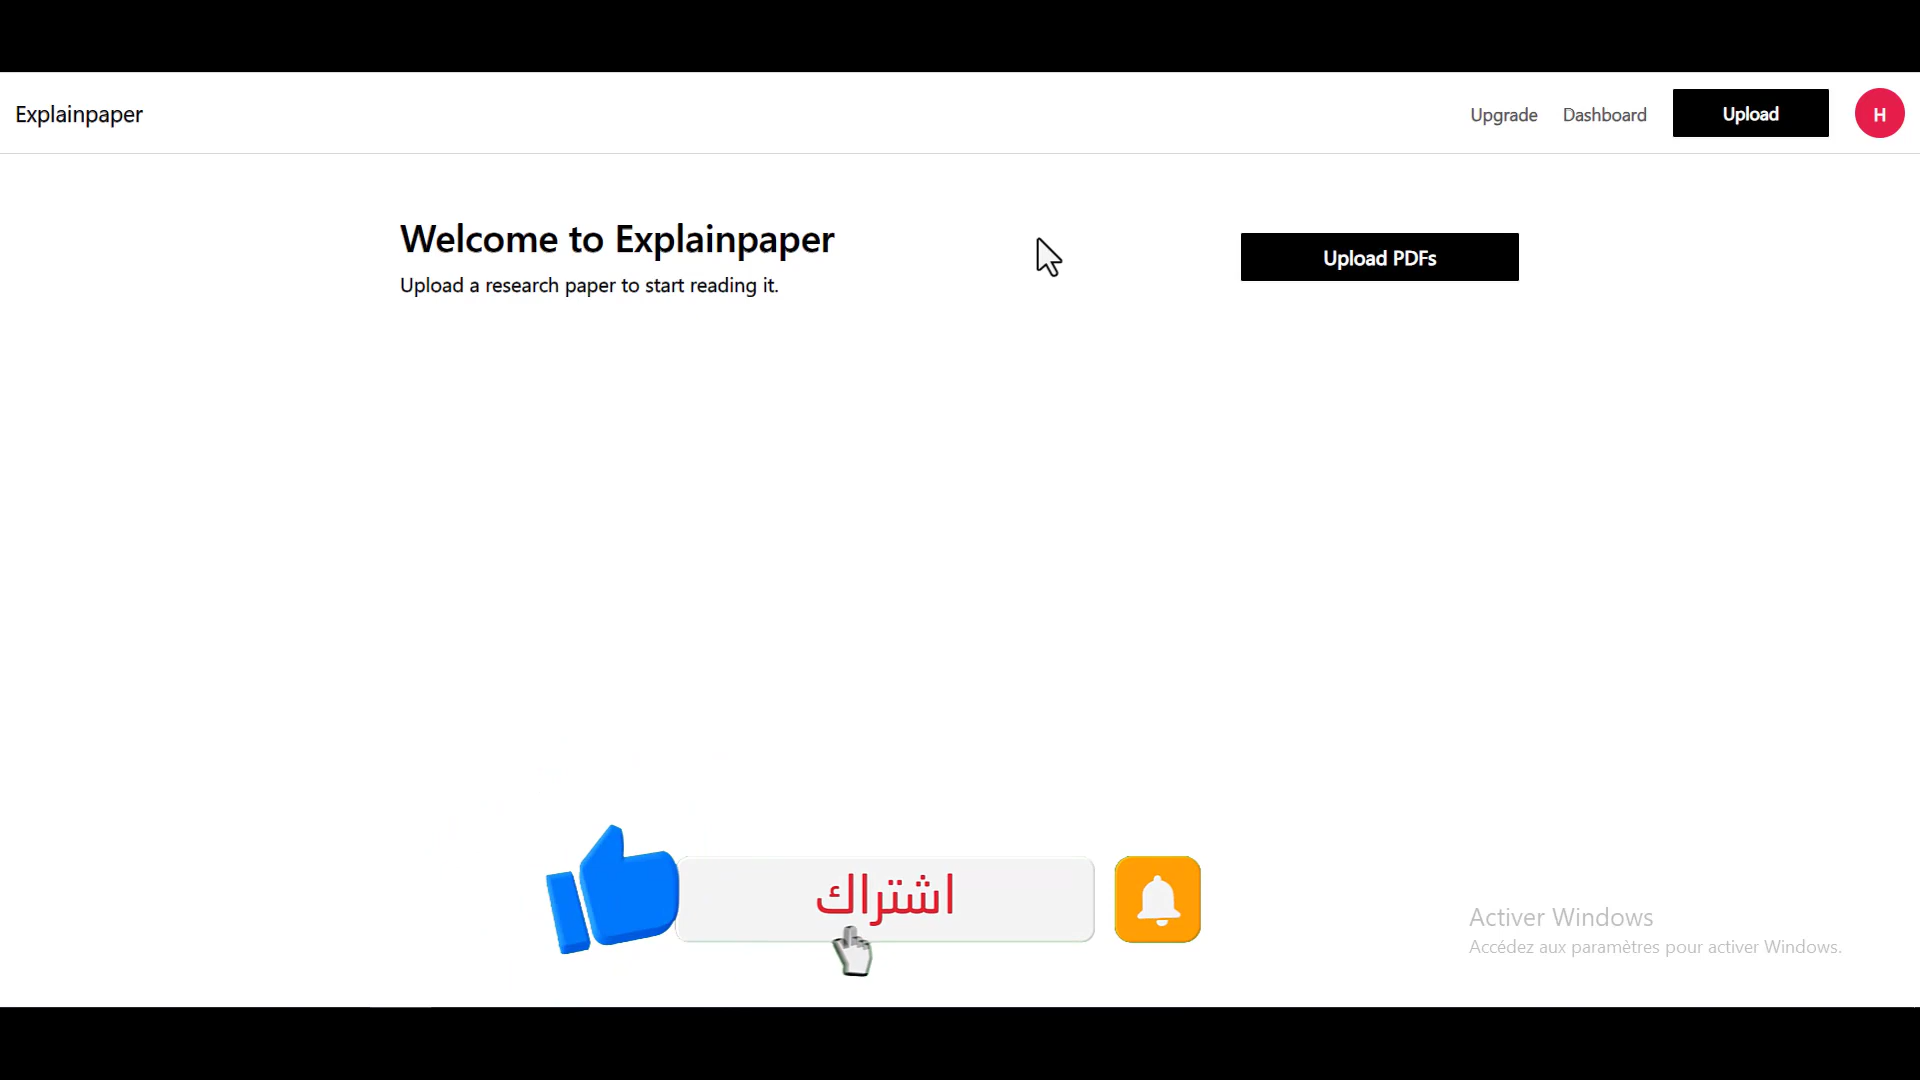 Explainpaper
Upgrade
Dashboard
Upload
H
Welcome to Explainpaper
Upload PDFs
Upload a research paper to start reading it.
اشتراك
Activer Windows
Accédez aux paramètres pour activer Windows.